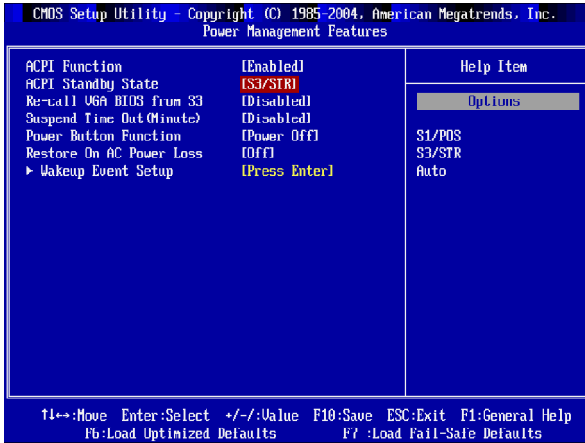 CMOS Setup Utility - Copyright (C) 1985-2004, American Megatrends, Inc.
Power Management Features
ACPI Function [Enabled]
ACPI Standby State [S3/STR]
Re-call VGA BIOS from S3 [Disabled]
Suspend Time Out(Minute) [Disabled]
Power Button Function [Power Off]
Restore On AC Power Loss [Off]
▶ Wakeup Event Setup [Press Enter]
Help Item
Options
S1/POS
S3/STR
Auto
↑↓↔:Move Enter:Select +/-/:Value F10:Save ESC:Exit F1:General Help
F6:Load Optimized Defaults F7 :Load Fail-Safe Defaults